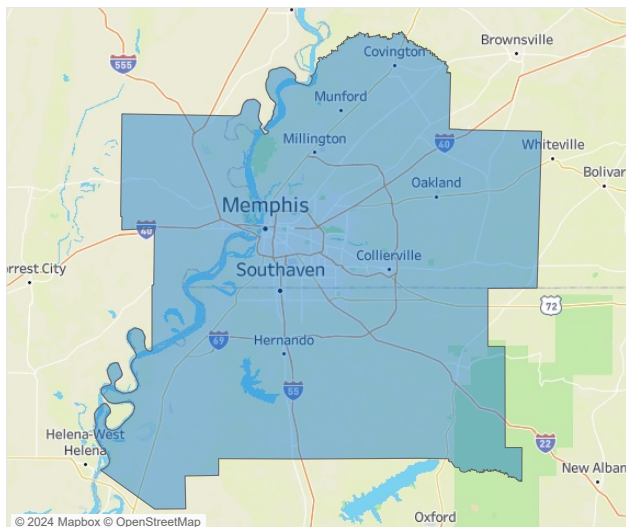 555
Covington
Brownsville
Munford
Millington
40
Whiteville
Bolivar
Oakland
Memphis
40
Collierville
orrest City
Southaven
72
69
Hernando
55
Helena-West
Helena
22
New Alban
Oxford
© 2024 Mapbox © OpenStreetMap